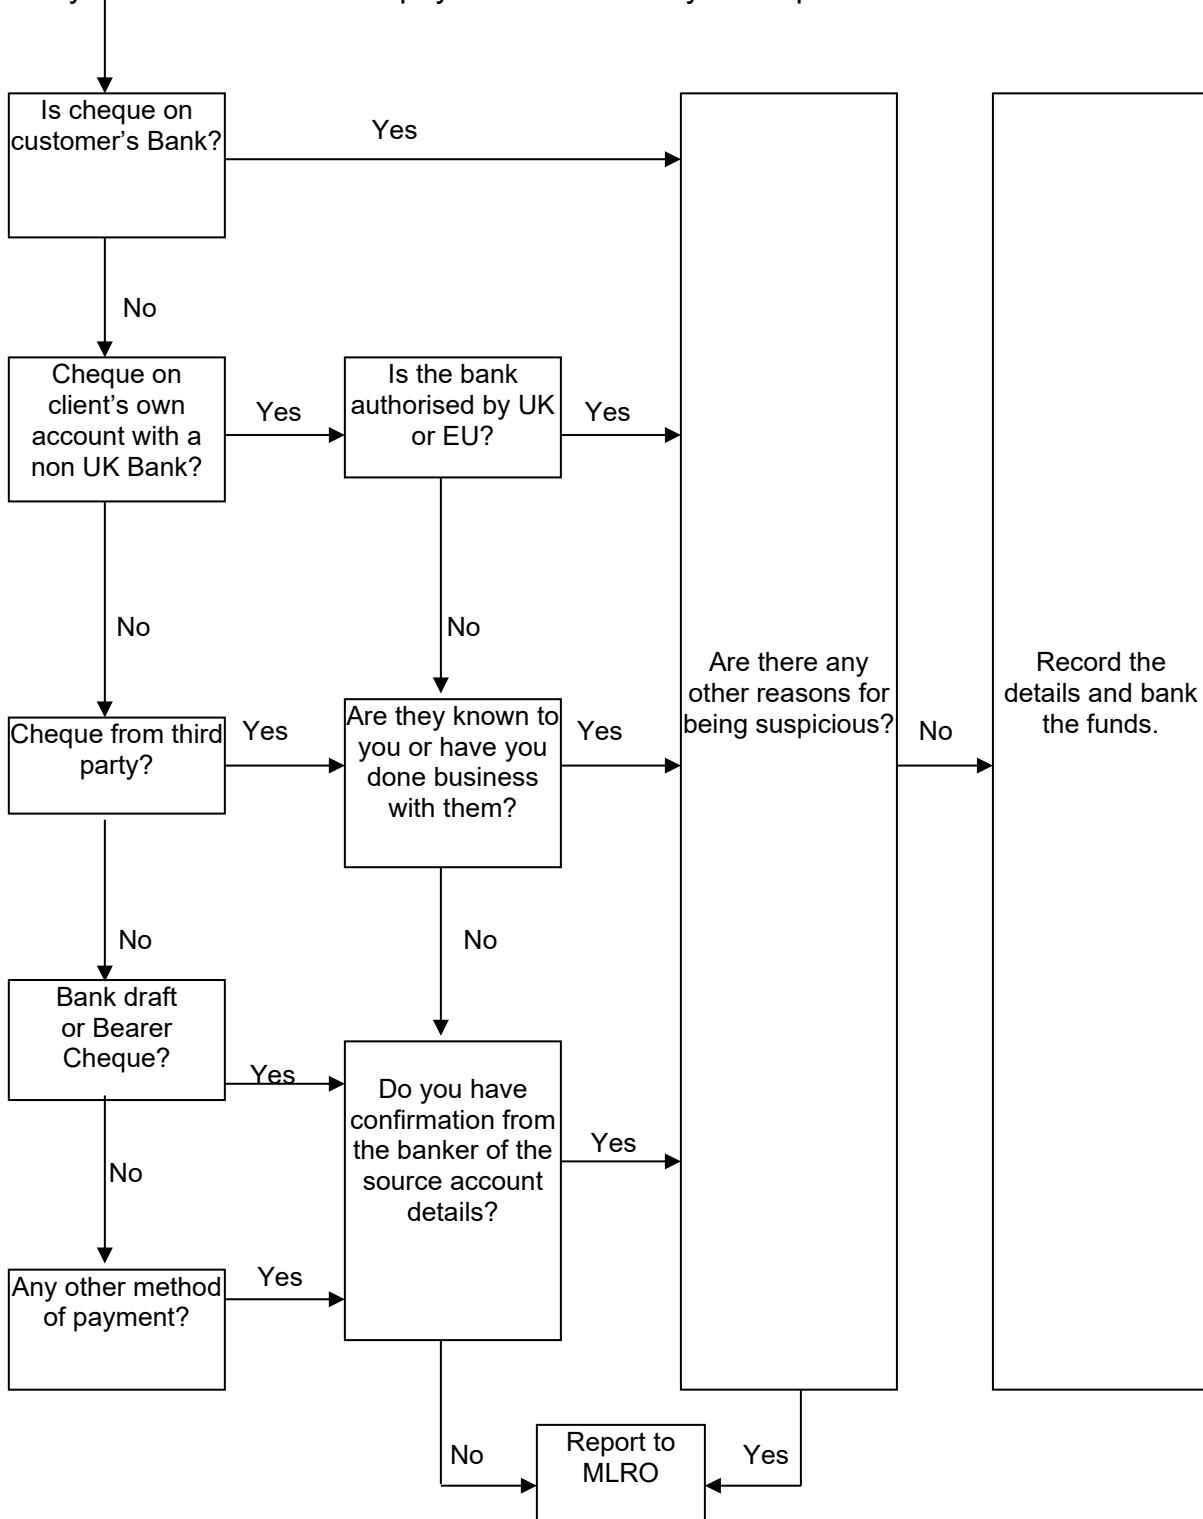 Is cheque on
customer's Bank?
Yes
No
Cheque on
client's own
account with a
non UK Bank?
Yes
Is the bank
authorised by UK
or EU?
Yes
No
No
Cheque from third
party?
Yes
Are they known to
you or have you
done business
with them?
Yes
Are there any
other reasons for
being suspicious?
No
Record the
details and bank
the funds.
No
No
Bank draft
or Bearer
Cheque?
Yes
Do you have
confirmation from
the banker of the
source account
details?
Yes
No
Any other method
of payment?
Yes
No
Report to
MLRO
Yes